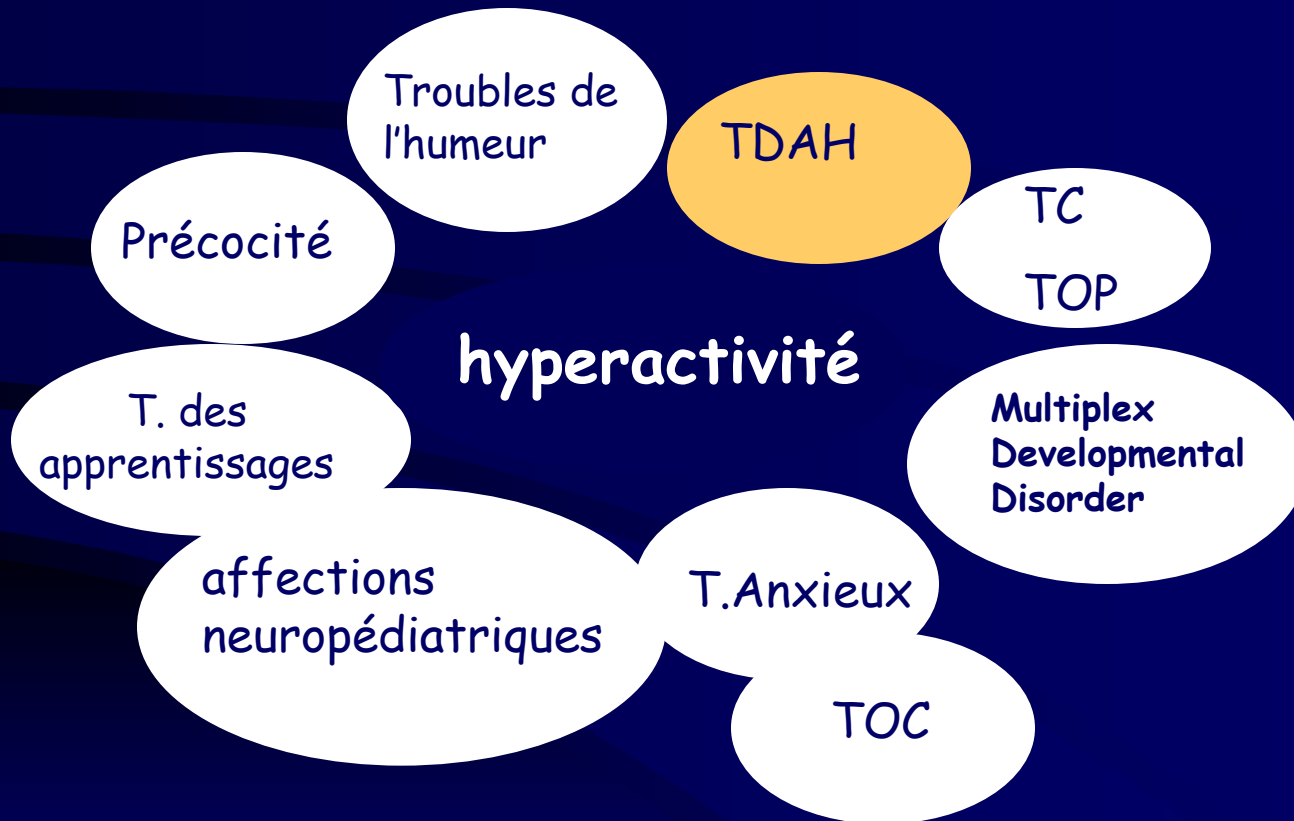 Troubles de
l'humeur
TDAH
TC
TOP
Précocité
hyperactivité
T. des
apprentissages
Multiplex
Developmental
Disorder
affections
neuropédiatriques
T.Anxieux
TOC